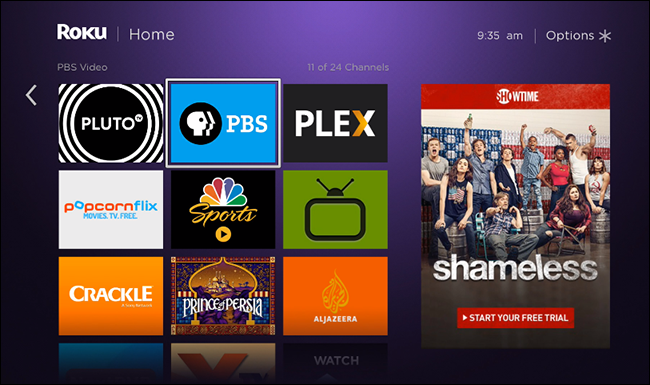 Roku | Home
9:35 am | Options
PBS Video
11 of 24 Channels
PLUTO TV
PBS
PLEX
SHOWTIME
popcornflix
MOVIES. TV. FREE.
Sports
shameless
CRACKLE
PRINCE OF PERSIA
ALJAZEERA
START YOUR FREE TRIAL
WATCH